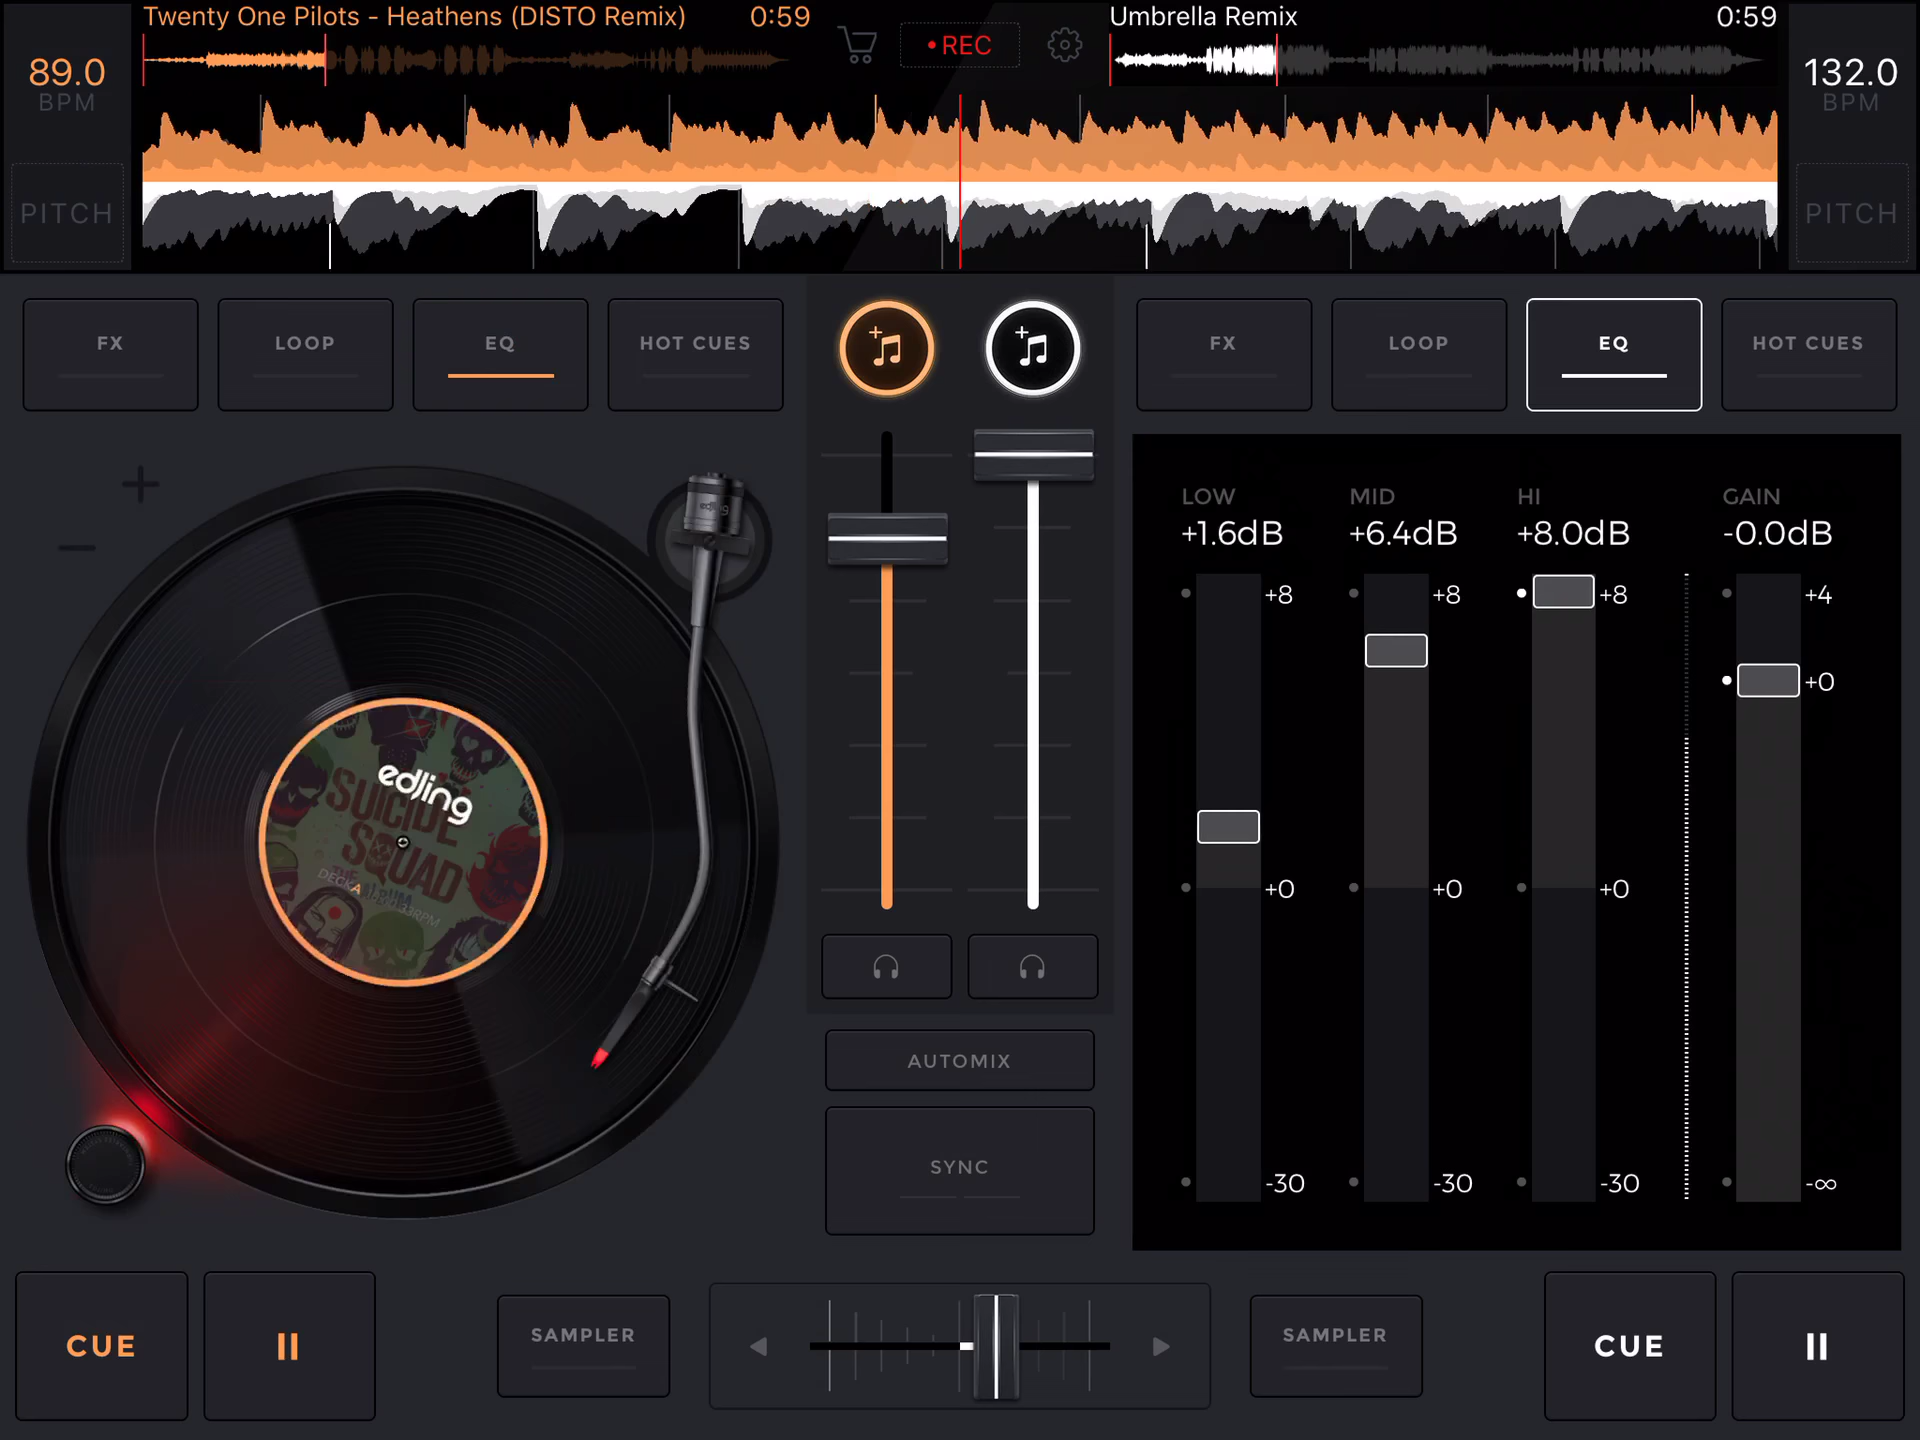 Twenty One Pilots - Heathens (DISTO Remix) 0:59
Umbrella Remix 0:59
•REC
89.0
BPM
132.0
BPM
PITCH
PITCH
FX LOOP EQ HOT CUES
FX LOOP EQ HOT CUES
edjing
edjing
SUICIDE
SQUAD
DECK A
33RPM
LOW MID HI GAIN
+1.6dB +6.4dB +8.0dB -0.0dB
+8 +8 +8 +4
+0
+0 +0 +0
-30 -30 -30 -∞
AUTOMIX
SYNC
CUE
SAMPLER
SAMPLER
CUE